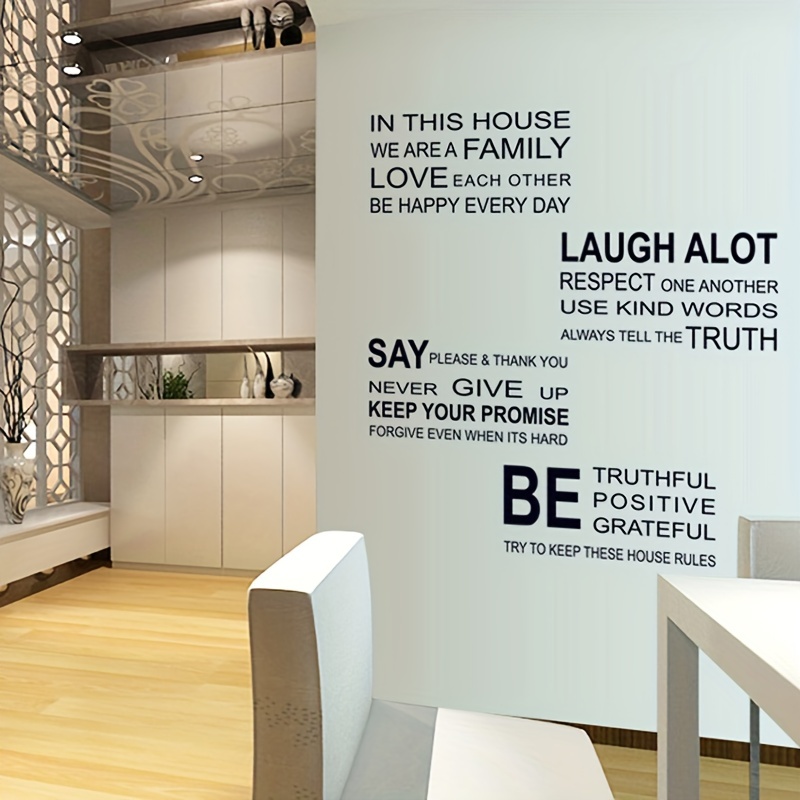 IN THIS HOUSE
WE ARE A FAMILY
LOVE EACH OTHER
BE HAPPY EVERY DAY
LAUGH ALOT
RESPECT ONE ANOTHER
USE KIND WORDS
ALWAYS TELL THE TRUTH
SAY PLEASE & THANK YOU
NEVER GIVE UP
KEEP YOUR PROMISE
FORGIVE EVEN WHEN ITS HARD
BE TRUTHFUL
POSITIVE
GRATEFUL
TRY TO KEEP THESE HOUSE RULES